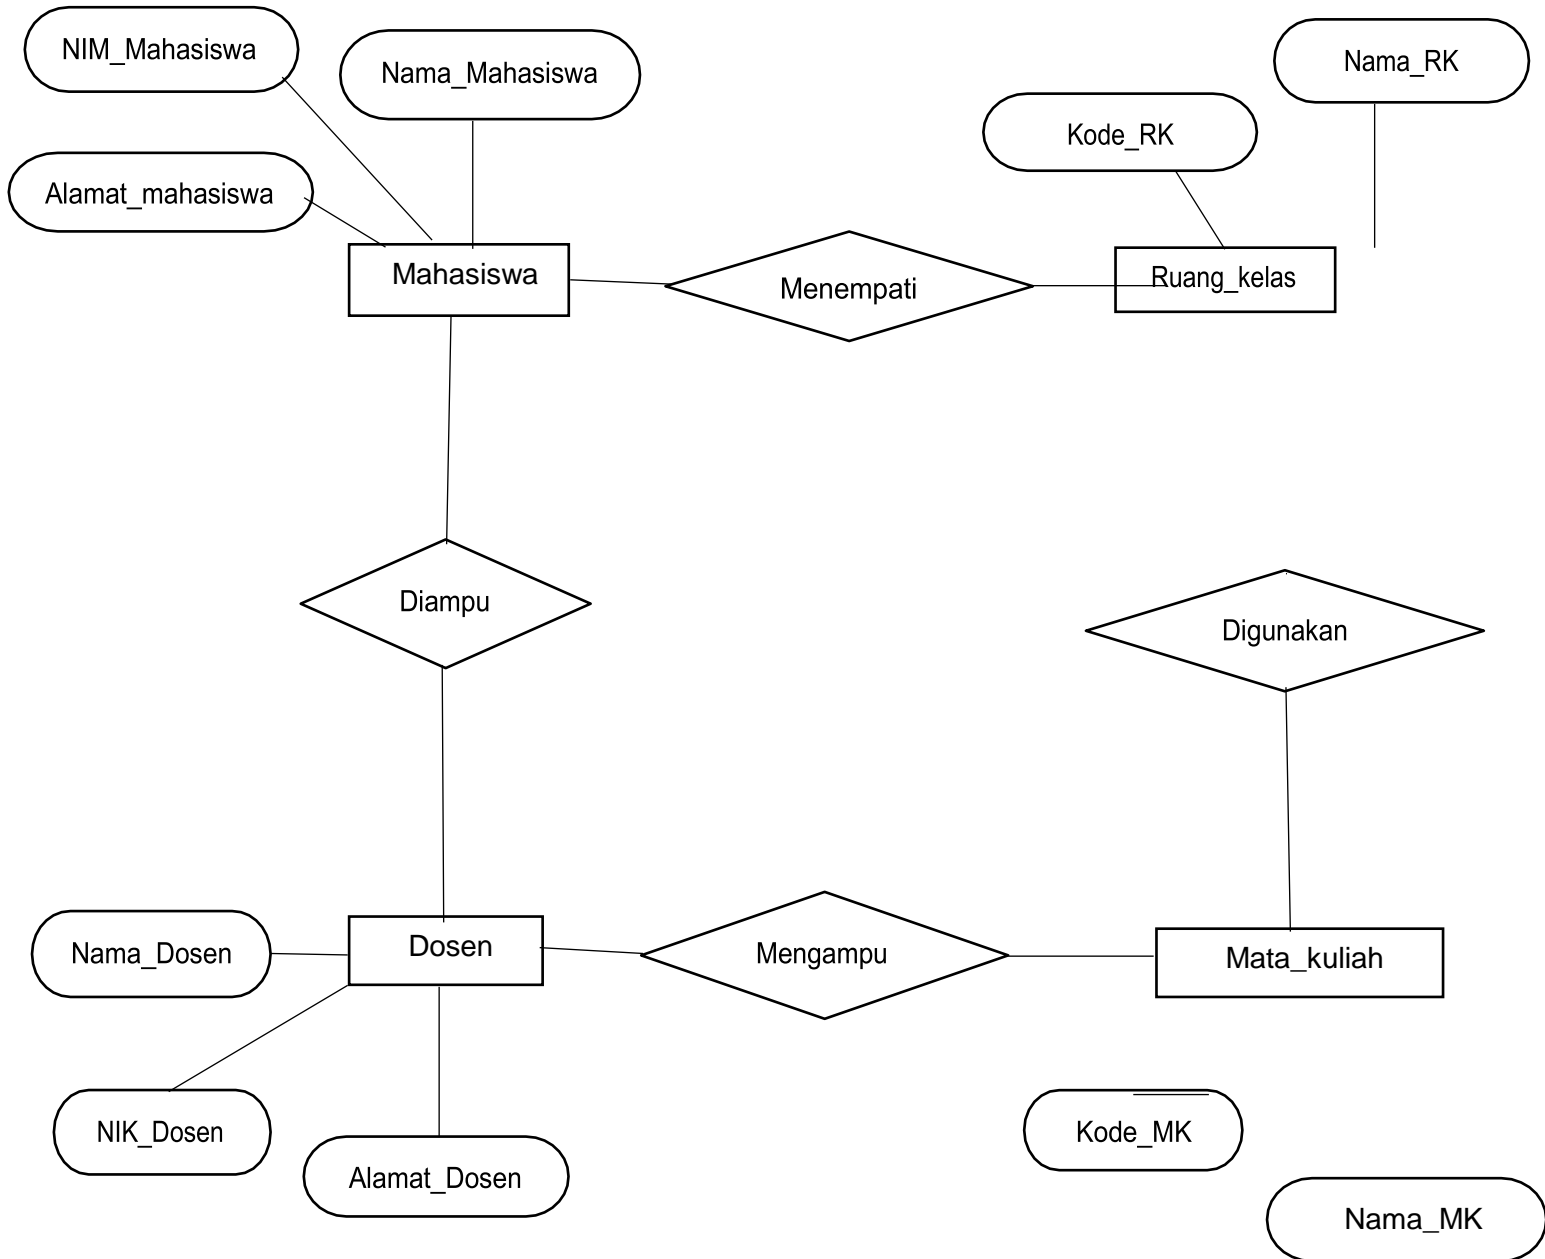 NIM_Mahasiswa
Nama_Mahasiswa
Nama_RK
Kode_RK
Alamat_mahasiswa
Mahasiswa
Menempati
Ruang_kelas
Diampu
Digunakan
Nama_Dosen
Dosen
Mengampu
Mata_kuliah
NIK_Dosen
Kode_MK
Alamat_Dosen
Nama_MK